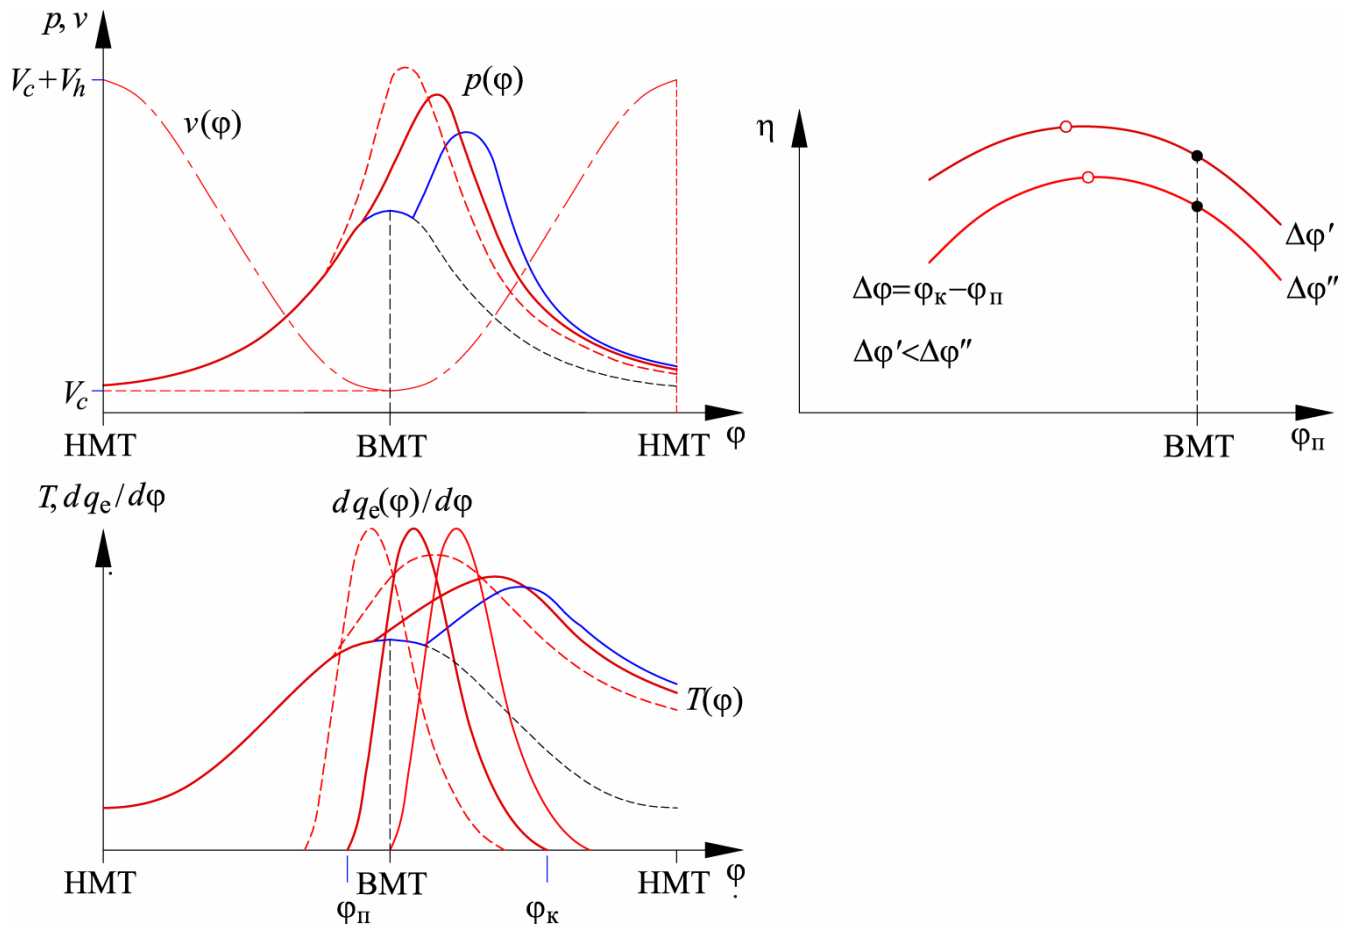 p, v
V_c+V_h
v(φ)
p(φ)
V_c
НМТ
ВМТ
НМТ
φ
η
Δφ′
Δφ″
Δφ=φ_к−φ_п
Δφ′<Δφ″
ВМТ
φ_п
T, dq_e/dφ
dq_e(φ)/dφ
T(φ)
НМТ
ВМТ
НМТ
φ
φ_п
φ_к